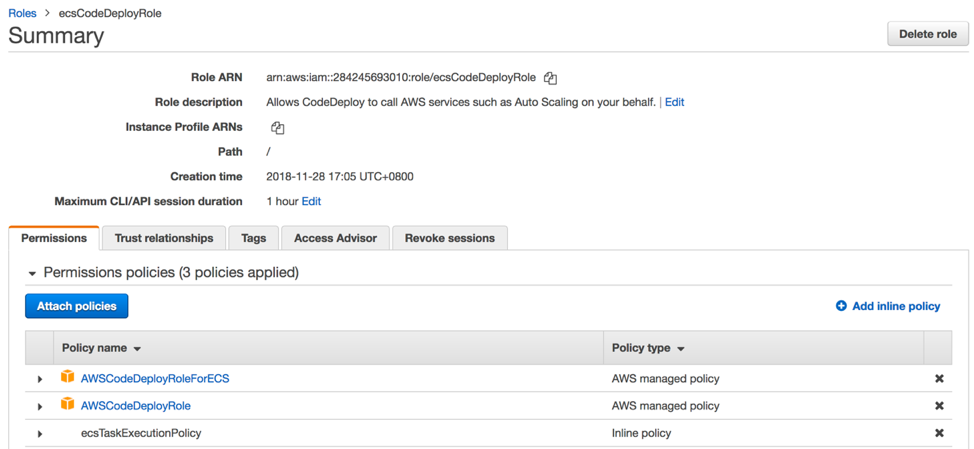 Roles > ecsCodeDeployRole
Summary
Delete role
Role ARN arn:aws:iam::284245693010:role/ecsCodeDeployRole
Role description Allows CodeDeploy to call AWS services such as Auto Scaling on your behalf. | Edit
Instance Profile ARNs
Path /
Creation time 2018-11-28 17:05 UTC+0800
Maximum CLI/API session duration 1 hour Edit
Permissions Trust relationships Tags Access Advisor Revoke sessions
Permissions policies (3 policies applied)
Attach policies Add inline policy
Policy name Policy type
AWSCodeDeployRoleForECS AWS managed policy
AWSCodeDeployRole AWS managed policy
ecsTaskExecutionPolicy Inline policy